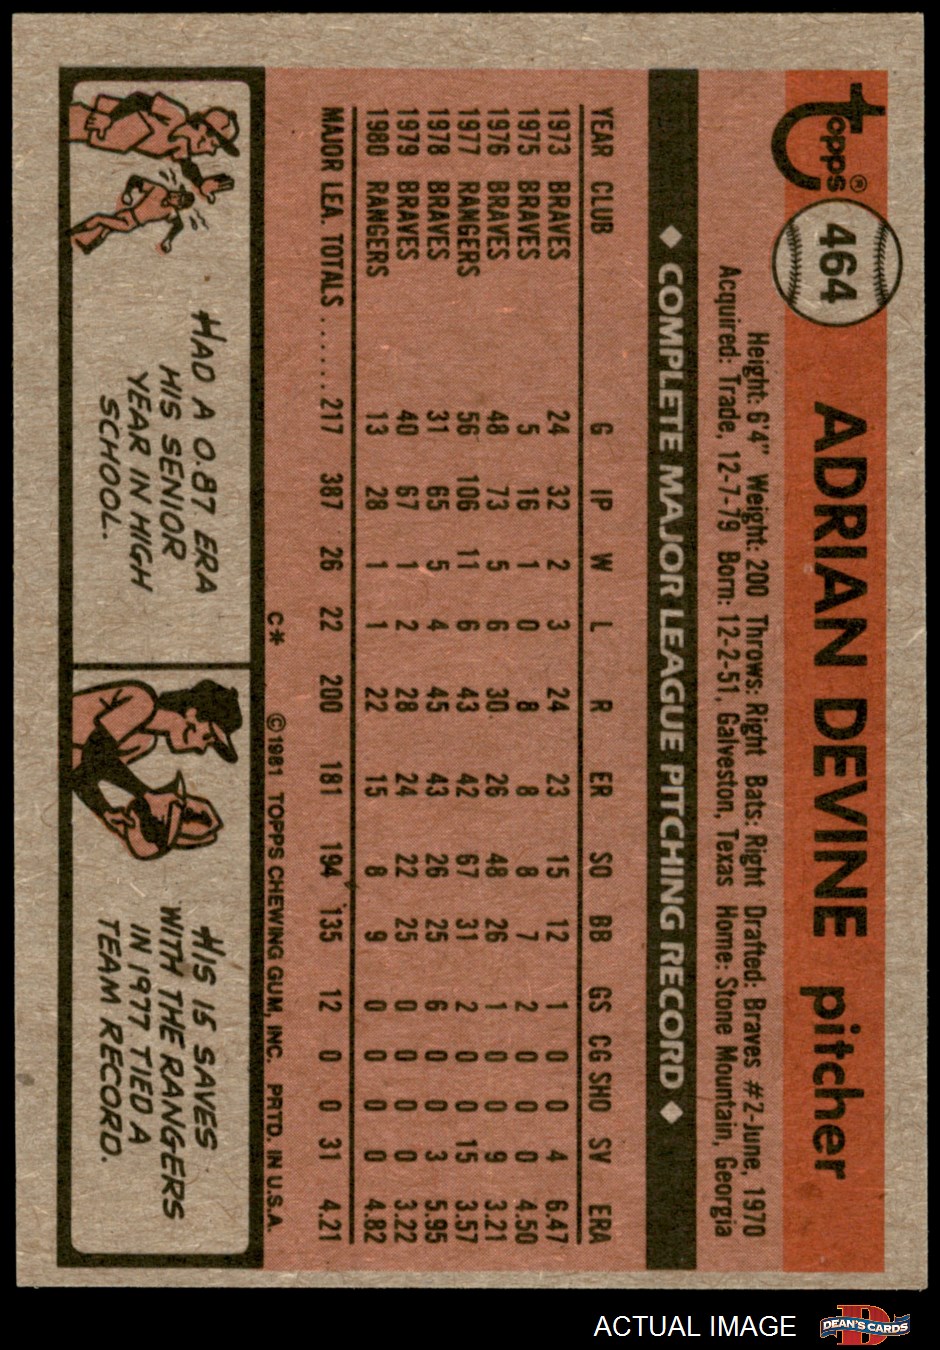 topps®
464
ADRIAN DEVINE pitcher
Height: 6'4" Weight: 200 Throws: Right Bats: Right Drafted: Braves #2-June, 1970
Acquired: Trade, 12-7-79 Born: 12-2-51, Galveston, Texas Home: Stone Mountain, Georgia
◆ COMPLETE MAJOR LEAGUE PITCHING RECORD ◆
YEAR CLUB G IP W L R ER SO BB GS CG SHO SV ERA
1973 BRAVES 24 32 2 3 24 23 15 12 1 0 0 4 6.47
1975 BRAVES 5 16 1 0 8 8 8 7 2 0 0 0 4.50
1976 BRAVES 48 73 5 6 30 26 48 26 1 0 0 9 3.21
1977 RANGERS 56 106 11 6 43 42 67 31 2 0 0 15 3.57
1978 BRAVES 31 65 5 4 45 43 26 25 6 0 0 3 5.95
1979 BRAVES 40 67 1 2 28 24 22 25 0 0 0 0 3.22
1980 RANGERS 13 28 1 1 22 15 8 9 0 0 0 0 4.82
MAJOR LEA. TOTALS...... 217 387 26 22 200 181 194 135 12 0 0 31 4.21
C* ©1981 TOPPS CHEWING GUM, INC. PRTD. IN U.S.A.
HAD A 0.87 ERA
HIS SENIOR
YEAR IN HIGH
SCHOOL.
HIS 15 SAVES
WITH THE RANGERS
IN 1977 TIED A
TEAM RECORD.
ACTUAL IMAGE
D
DEAN'S CARDS